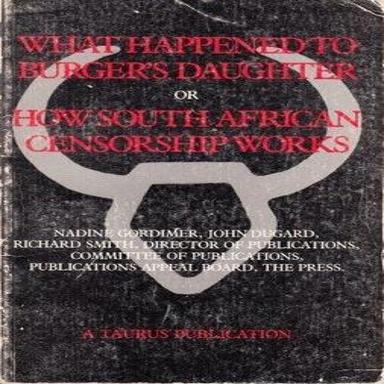 WHAT HAPPENED TO
BURGER'S DAUGHTER
OR
HOW SOUTH AFRICAN
CENSORSHIP WORKS
NADINE GORDIMER, JOHN DUGARD,
RICHARD SMITH, DIRECTOR OF PUBLICATIONS,
COMMITTEE OF PUBLICATIONS,
PUBLICATIONS APPEAL BOARD, THE PRESS.
A TAURUS PUBLICATION